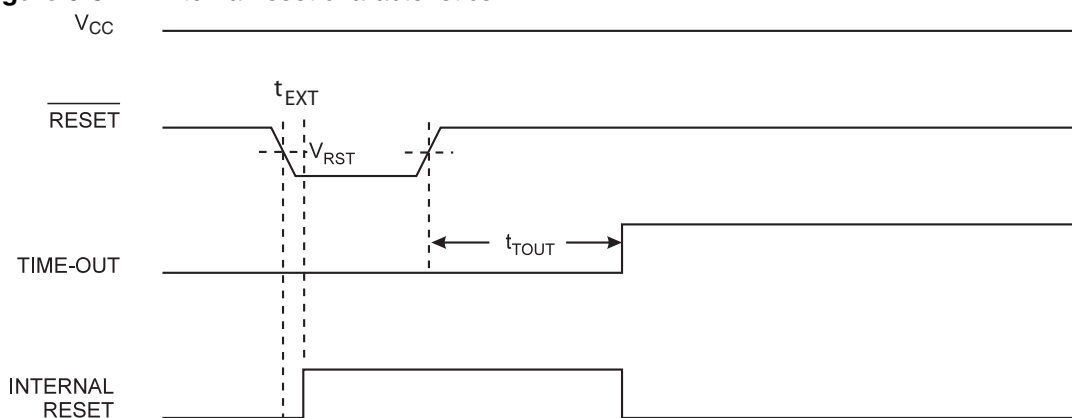 VCC
tEXT
RESET
VRST
tTOUT
TIME-OUT
INTERNAL
RESET